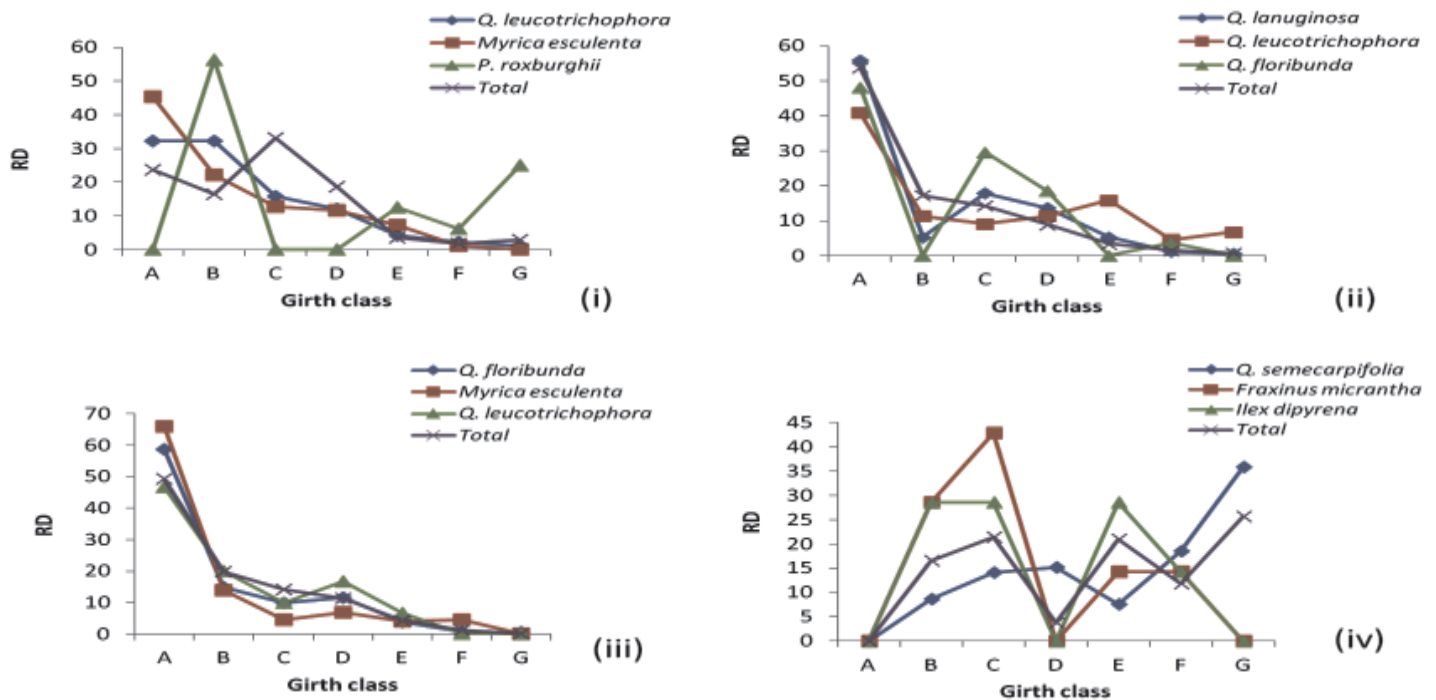 Q. leucotrichophora
Myrica esculenta
P. roxburghii
Total
60
50
40
30
20
10
0
RD
A B C D E F G
Girth class
(i)
Q. lanuginosa
Q. leucotrichophora
Q. floribunda
Total
60
50
40
30
20
10
0
RD
A B C D E F G
Girth class
(ii)
Q. floribunda
Myrica esculenta
Q. leucotrichophora
Total
70
60
50
40
30
20
10
0
RD
A B C D E F G
Girth class
(iii)
Q. semecarpifolia
Fraxinus micrantha
Ilex dipyrena
Total
45
40
35
30
25
20
15
10
5
0
RD
A B C D E F G
Girth class
(iv)